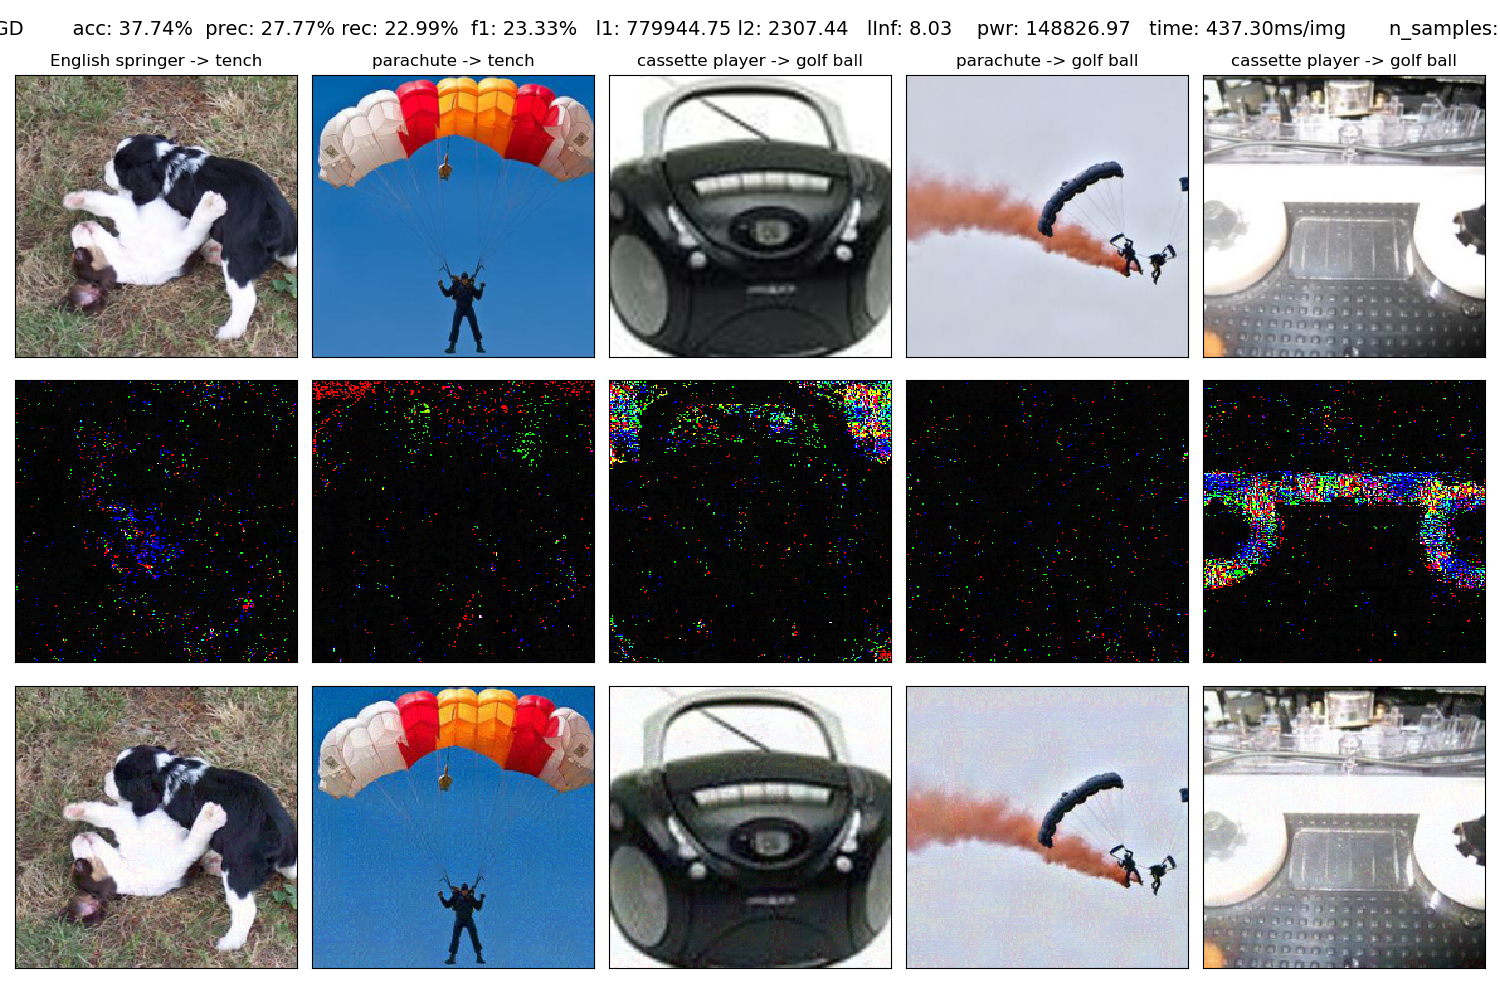 GD acc: 37.74% prec: 27.77% rec: 22.99% f1: 23.33% l1: 779944.75 l2: 2307.44 lInf: 8.03 pwr: 148826.97 time: 437.30ms/img n_samples:
English springer -> tench
parachute -> tench
cassette player -> golf ball
parachute -> golf ball
cassette player -> golf ball